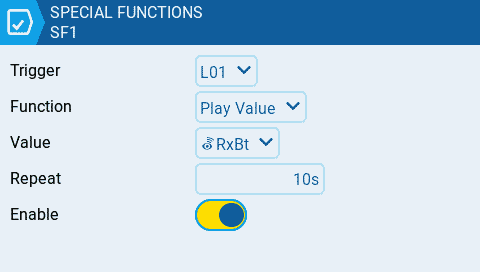 SPECIAL FUNCTIONS
SF1
Trigger L01
Function Play Value
Value RxBt
Repeat 10s
Enable